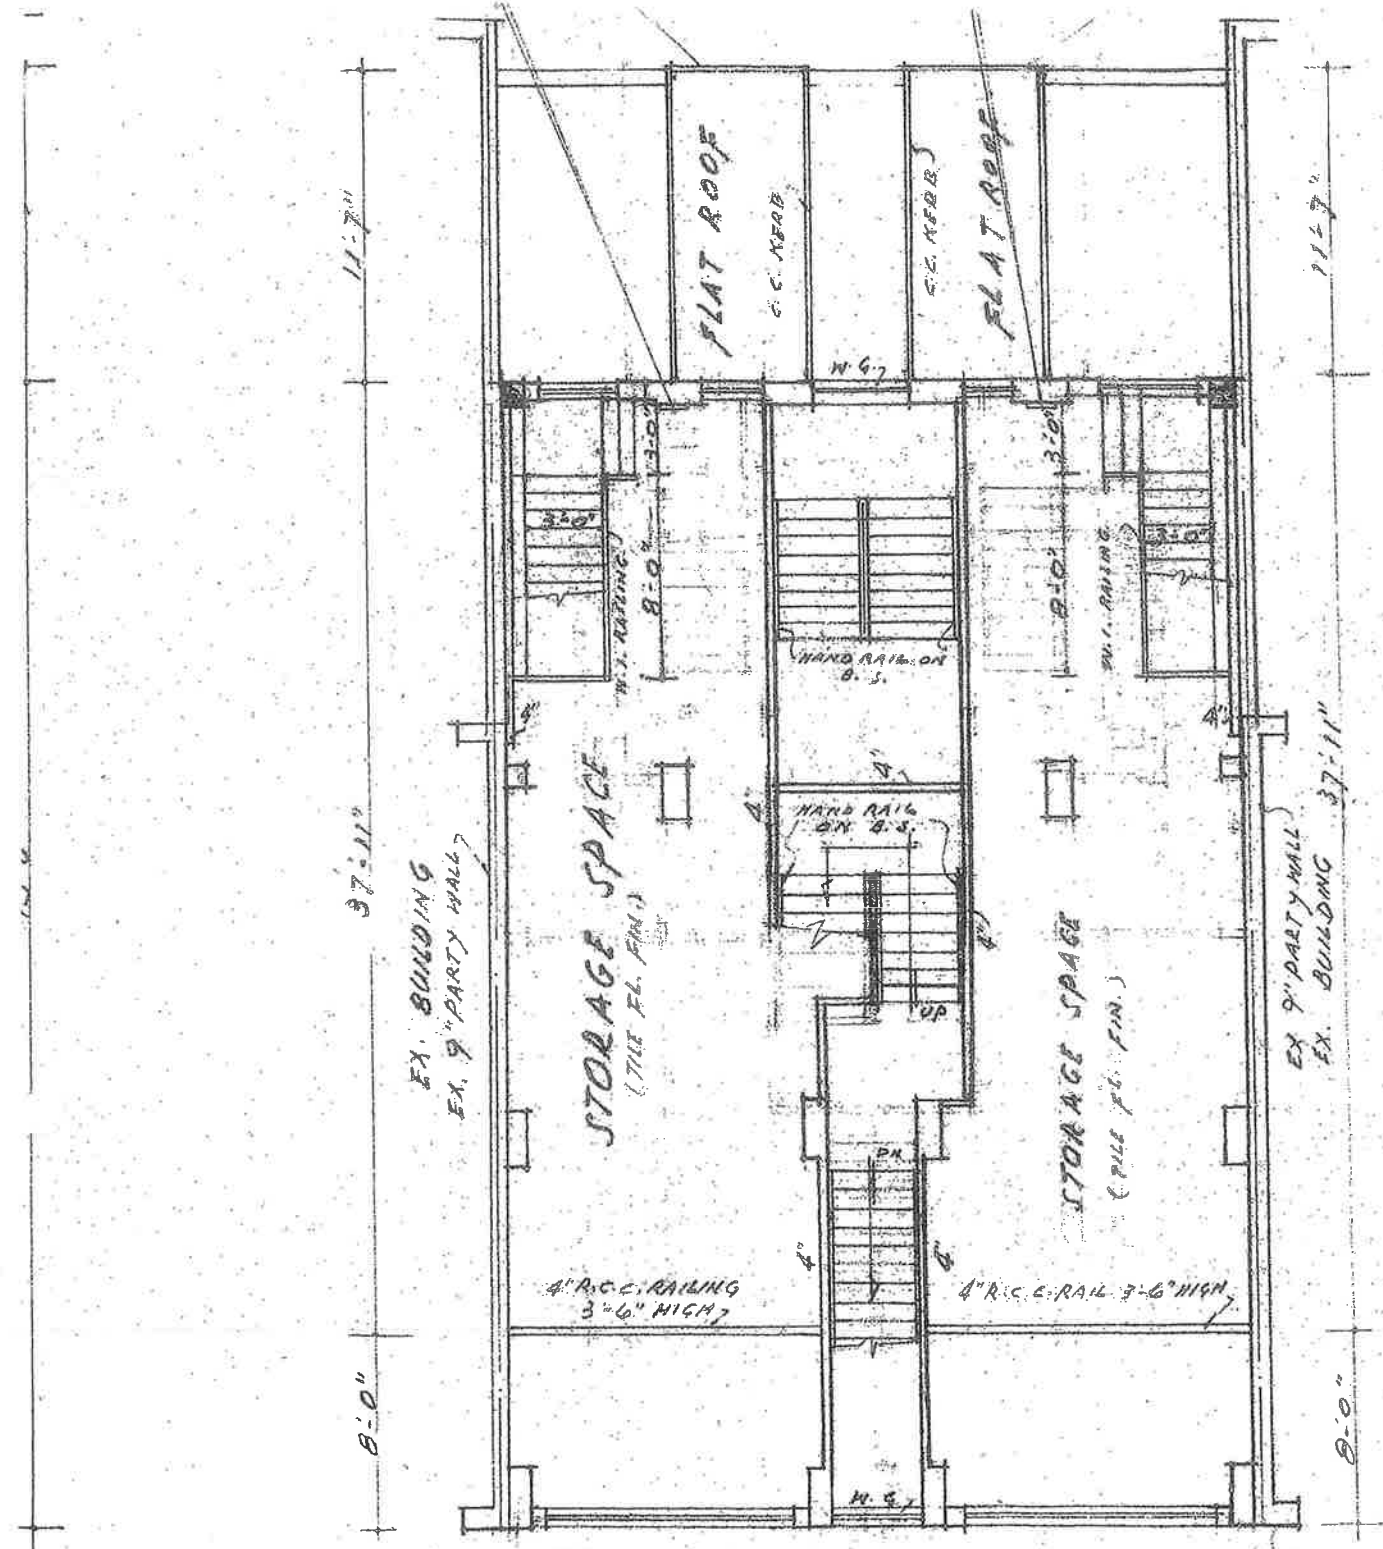 11'-7"
FLAT ROOF
C.C. KERB
C.C. KERB
FLAT ROOF
11'-7"
W.G.
3'-0"
3'-0"
3'-0"
W.I. RAILING
8'-0"
8'-0"
W.I. RAILING
3'-0"
HAND RAIL ON
B.S.
4"
4"
4"
37'-11"
EX. BUILDING
EX. 9" PARTY WALL
STORAGE SPACE
(TILE FL. FIN.)
4"
HAND RAIL
ON B.S.
4"
UP
STORAGE SPACE
(TILE FL. FIN.)
EX 9" PARTY WALL
EX. BUILDING
37'-11"
DN
4"
4"
4" R.C.C. RAILING
3'-6" HIGH
4" R.C.C. RAIL 3'-6" HIGH
8'-0"
8'-0"
W.G.